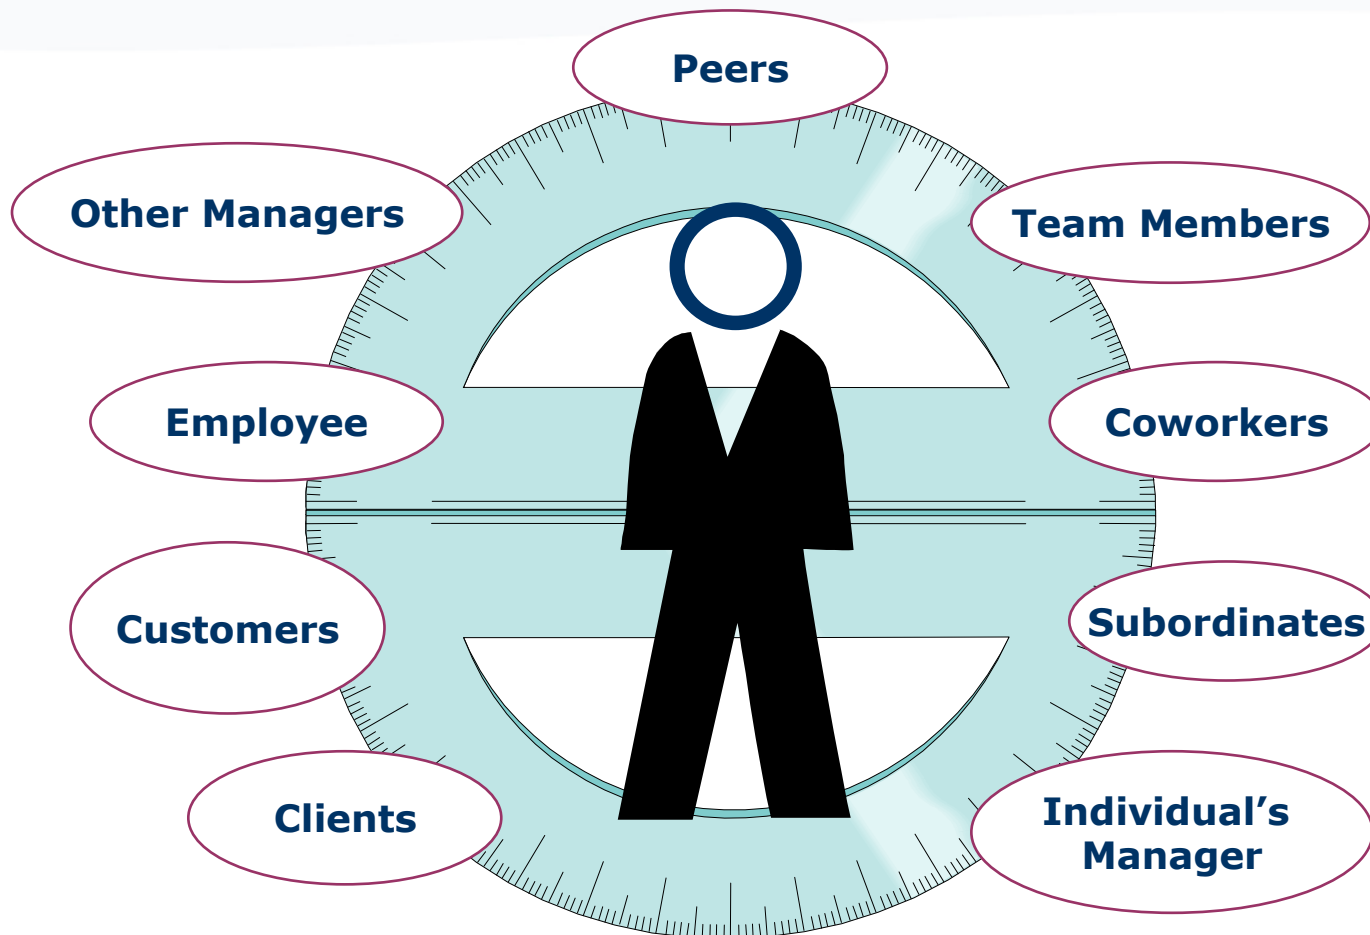 Peers
Other Managers
Team Members
Employee
Coworkers
Customers
Subordinates
Clients
Individual’s
Manager